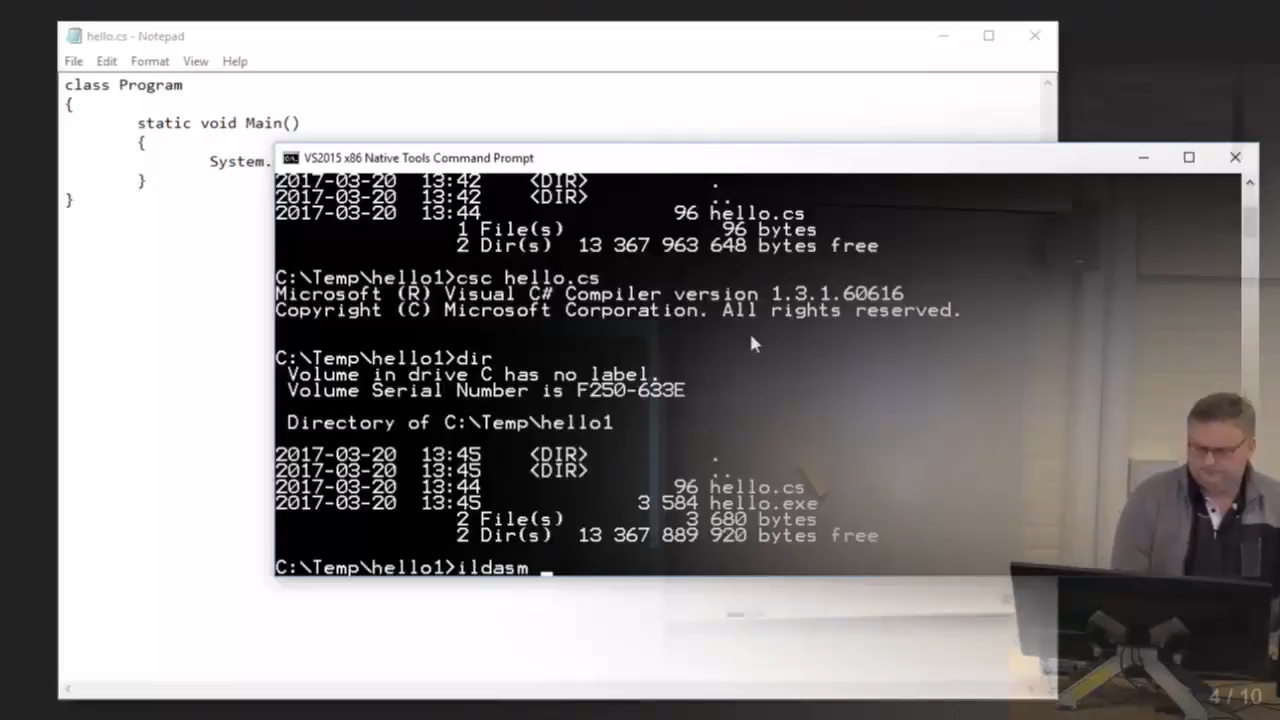 hello.cs - Notepad
File Edit Format View Help
class Program
{
static void Main()
{
System.
}
}
VS2015 x86 Native Tools Command Prompt
2017-03-20 13:42 <DIR> .
2017-03-20 13:42 <DIR> ..
2017-03-20 13:44 96 hello.cs
1 File(s) 96 bytes
2 Dir(s) 13 367 963 648 bytes free
C:\Temp\hello1>csc hello.cs
Microsoft (R) Visual C# Compiler version 1.3.1.60616
Copyright (C) Microsoft Corporation. All rights reserved.
C:\Temp\hello1>dir
Volume in drive C has no label.
Volume Serial Number is F250-633E
Directory of C:\Temp\hello1
2017-03-20 13:45 <DIR> .
2017-03-20 13:45 <DIR> ..
2017-03-20 13:44 96 hello.cs
2017-03-20 13:45 3 584 hello.exe
2 File(s) 3 680 bytes
2 Dir(s) 13 367 889 920 bytes free
C:\Temp\hello1>ildasm _
4 / 10